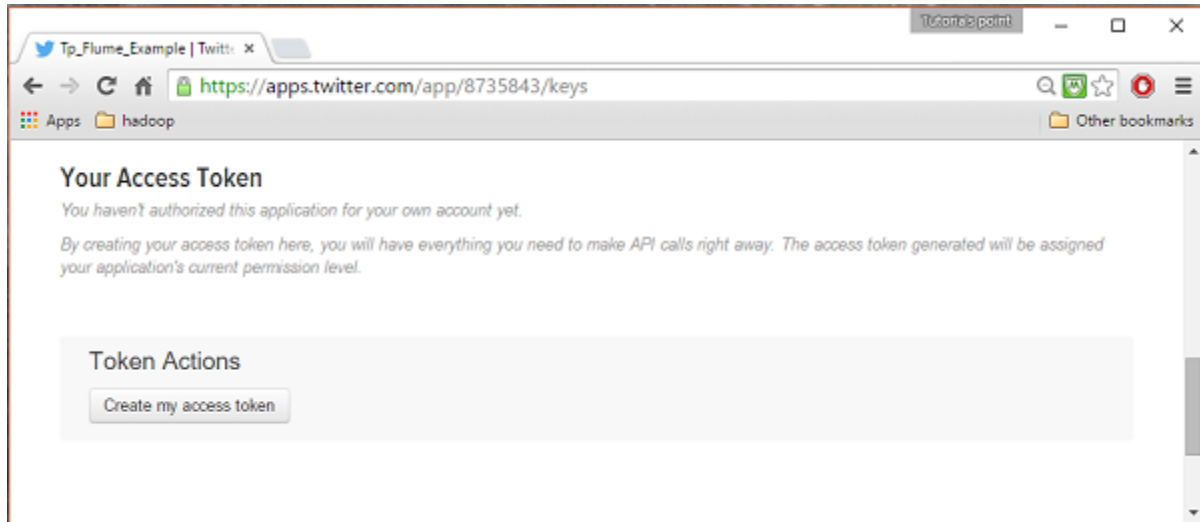 Tutorials point
Tp_Flume_Example | Twitte
https://apps.twitter.com/app/8735843/keys
Apps hadoop Other bookmarks
Your Access Token
You haven't authorized this application for your own account yet.
By creating your access token here, you will have everything you need to make API calls right away. The access token generated will be assigned
your application's current permission level.
Token Actions
Create my access token